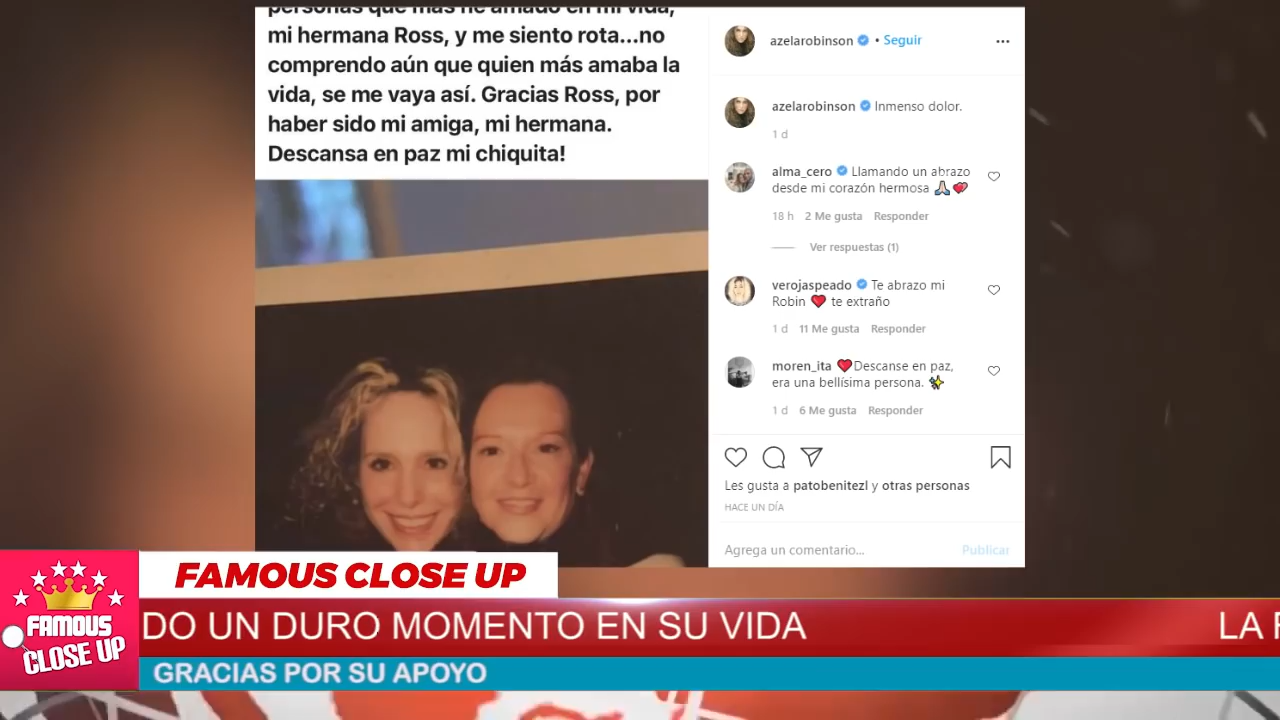 personas que más he amado en mi vida,
mi hermana Ross, y me siento rota...no
comprendo aún que quien más amaba la
vida, se me vaya así. Gracias Ross, por
haber sido mi amiga, mi hermana.
Descansa en paz mi chiquita!
azelarobinson • Seguir
azelarobinson Inmenso dolor.
1 d
alma_cero Llamando un abrazo
desde mi corazón hermosa 🙏🏻💕
18 h 2 Me gusta Responder
Ver respuestas (1)
verojaspeado Te abrazo mi
Robin ❤️ te extraño
1 d 11 Me gusta Responder
moren_ita ❤️Descanse en paz,
era una bellísima persona. ✨
1 d 6 Me gusta Responder
Les gusta a patobenitezl y otras personas
HACE UN DÍA
Agrega un comentario...
Publicar
FAMOUS CLOSE UP
FAMOUS
CLOSE UP
DO UN DURO MOMENTO EN SU VIDA
LA
GRACIAS POR SU APOYO